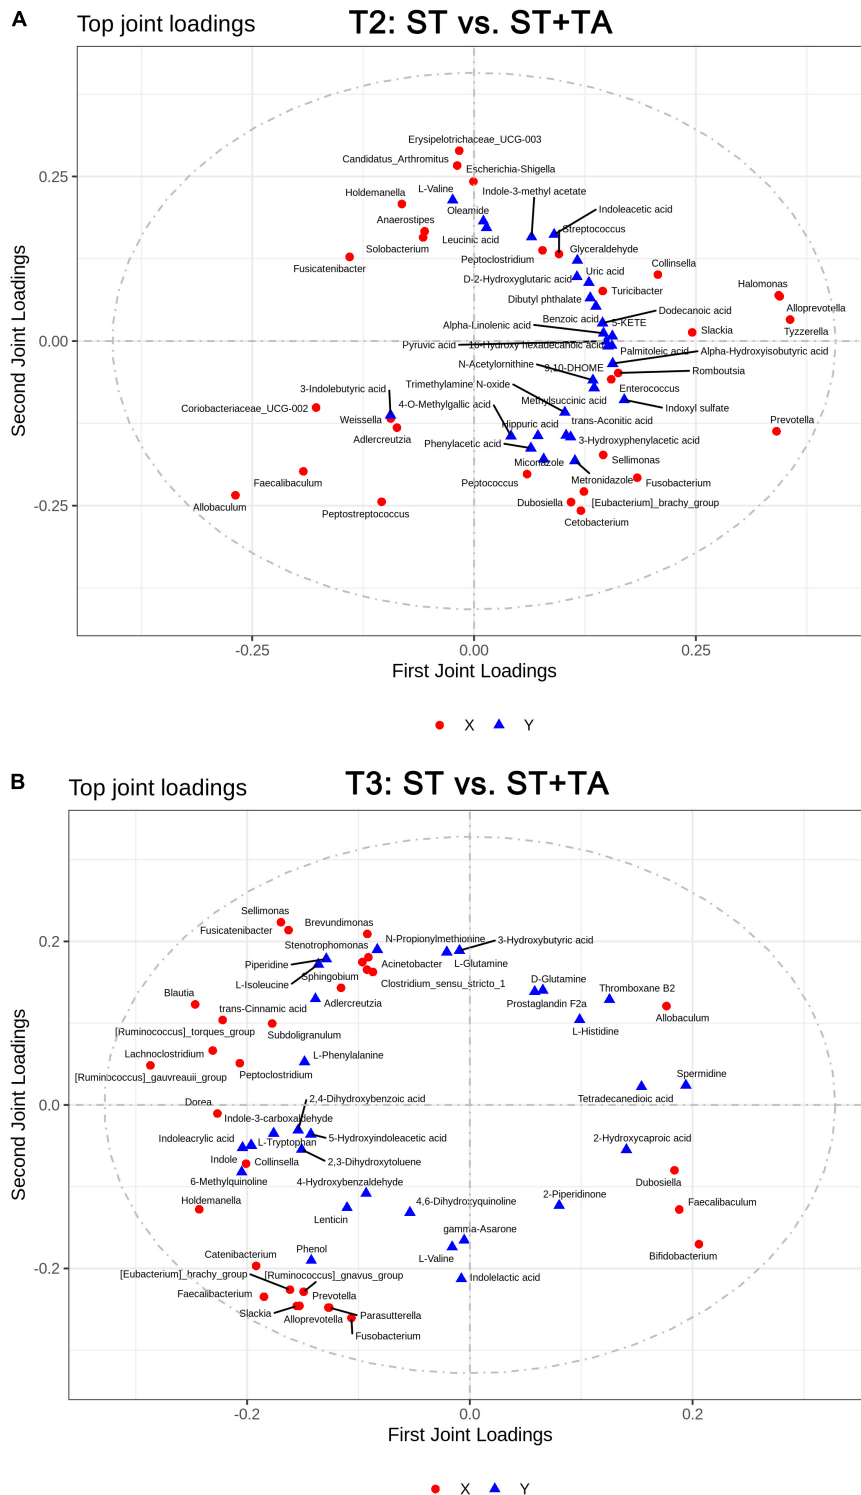 A
Top joint loadings
T2: ST vs. ST+TA
Second Joint Loadings
0.25
0.00
-0.25
Erysipelotrichaceae_UCG-003
Candidatus_Arthromitus
Escherichia-Shigella
Holdemanella
L-Valine
Indole-3-methyl acetate
Oleamide
Indoleacetic acid
Anaerostipes
Streptococcus
Solobacterium
Leucinic acid
Glyceraldehyde
Fusicatenibacter
Peptoclostridium
Collinsella
D-2-Hydroxyglutaric acid
Uric acid
Halomonas
Dibutyl phthalate
Turicibacter
Alloprevotella
Benzoic acid
Dodecanoic acid
Alpha-Linolenic acid
5-KETE
Slackia
Tyzzerella
Pyruvic acid
16-Hydroxy hexadecanoic acid
Palmitoleic acid
Alpha-Hydroxyisobutyric acid
N-Acetylornithine
9,10-DHOME
Romboutsia
3-Indolebutyric acid
Trimethylamine N-oxide
Enterococcus
Coriobacteriaceae_UCG-002
4-O-Methylgallic acid
Methylsuccinic acid
Indoxyl sulfate
Weissella
Hippuric acid
trans-Aconitic acid
Prevotella
Adlercreutzia
Phenylacetic acid
3-Hydroxyphenylacetic acid
Miconazole
Sellimonas
Faecalibaculum
Peptococcus
Metronidazole
Fusobacterium
Allobaculum
Peptostreptococcus
Dubosiella
[Eubacterium]_brachy_group
Cetobacterium
-0.25
0.00
0.25
First Joint Loadings
X
Y
B
Top joint loadings
T3: ST vs. ST+TA
Second Joint Loadings
0.2
0.0
-0.2
Sellimonas
Fusicatenibacter
Brevundimonas
Stenotrophomonas
N-Propionylmethionine
3-Hydroxybutyric acid
Piperidine
Acinetobacter
L-Glutamine
L-Isoleucine
Sphingobium
Clostridium_sensu_stricto_1
D-Glutamine
Blautia
Adlercreutzia
Prostaglandin F2a
Thromboxane B2
trans-Cinnamic acid
Allobaculum
[Ruminococcus]_torques_group
Subdoligranulum
L-Histidine
Lachnoclostridium
L-Phenylalanine
[Ruminococcus]_gauvreauii_group
Peptoclostridium
Spermidine
Dorea
2,4-Dihydroxybenzoic acid
Tetradecanedioic acid
Indole-3-carboxaldehyde
Indoleacrylic acid
L-Tryptophan
5-Hydroxyindoleacetic acid
2-Hydroxycaproic acid
Indole
Collinsella
2,3-Dihydroxytoluene
6-Methylquinoline
4-Hydroxybenzaldehyde
Dubosiella
Holdemanella
4,6-Dihydroxyquinoline
2-Piperidinone
Faecalibaculum
Lenticin
gamma-Asarone
Catenibacterium
Phenol
L-Valine
Bifidobacterium
[Eubacterium]_brachy_group
[Ruminococcus]_gnavus_group
Indolelactic acid
Faecalibacterium
Prevotella
Slackia
Alloprevotella
Parasutterella
Fusobacterium
-0.2
0.0
0.2
First Joint Loadings
X
Y